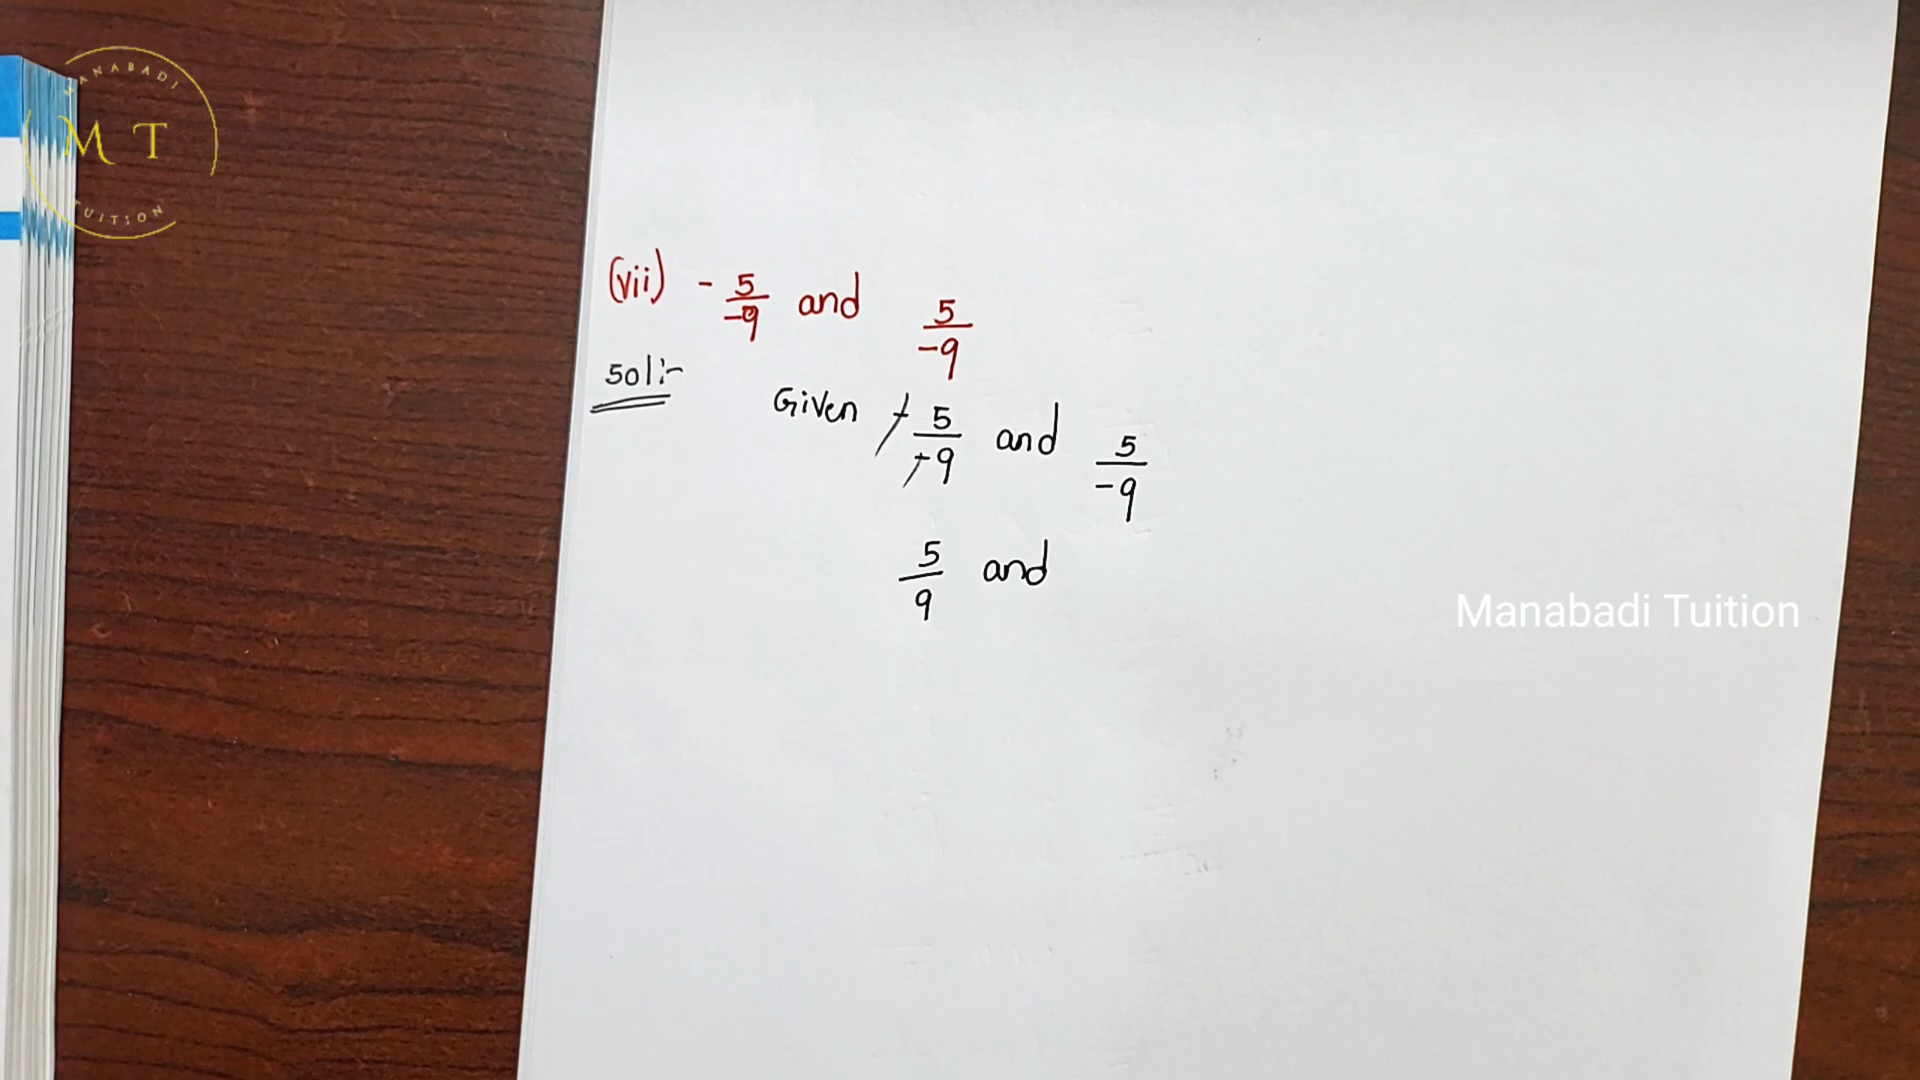 MANABADI
M T
TUITION
(vii) - 5/-9 and 5/-9
Sol:-
Given - 5/-9 and 5/-9
5/9 and
Manabadi Tuition